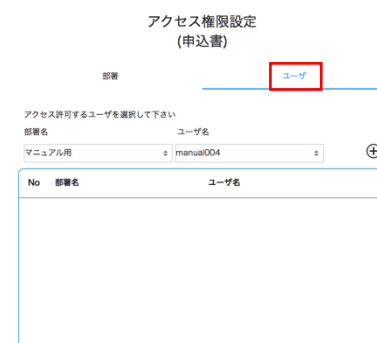 アクセス権限設定
(申込書)
部署 ユーザ
アクセス許可するユーザを選択して下さい
部署名 ユーザ名
マニュアル用 manual004
No 部署名 ユーザ名